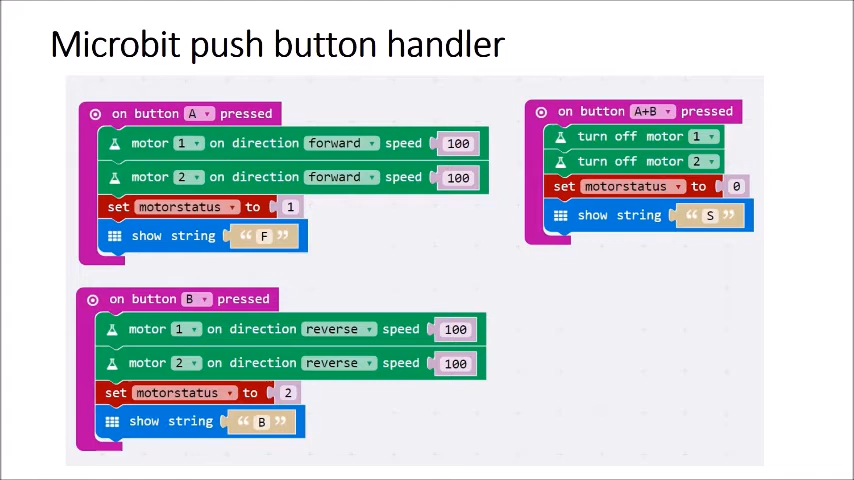 Microbit push button handler
on button A pressed
motor 1 on direction forward speed 100
motor 2 on direction forward speed 100
set motorstatus to 1
show string “ F ”
on button A+B pressed
turn off motor 1
turn off motor 2
set motorstatus to 0
show string “ S ”
on button B pressed
motor 1 on direction reverse speed 100
motor 2 on direction reverse speed 100
set motorstatus to 2
show string “ B ”